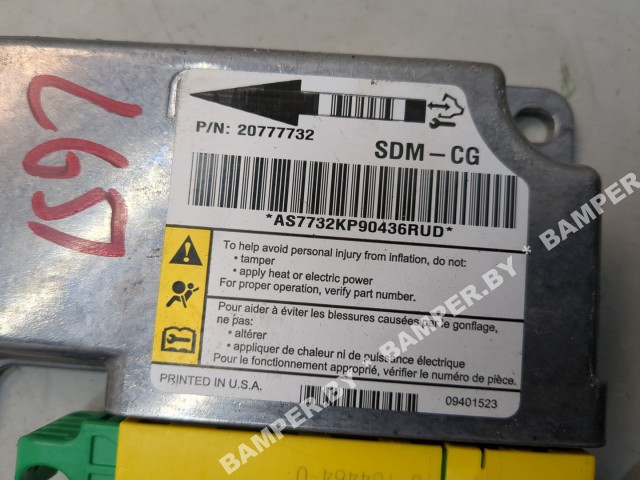 LS97
P/N: 20777732
SDM-CG
*AS7732KP90436RUD*
To help avoid personal injury from inflation, do not:
• tamper
• apply heat or electric power
For proper operation, verify part number.
Pour aider à éviter les blessures causées par le gonflage,
ne pas:
• altérer
• appliquer de chaleur ni de puissance électrique
Pour le fonctionnement approprié, vérifier le numéro de pièce.
PRINTED IN U.S.A.
09401523
BAMPER.BY
BAMPER.BY
BAMPER.BY